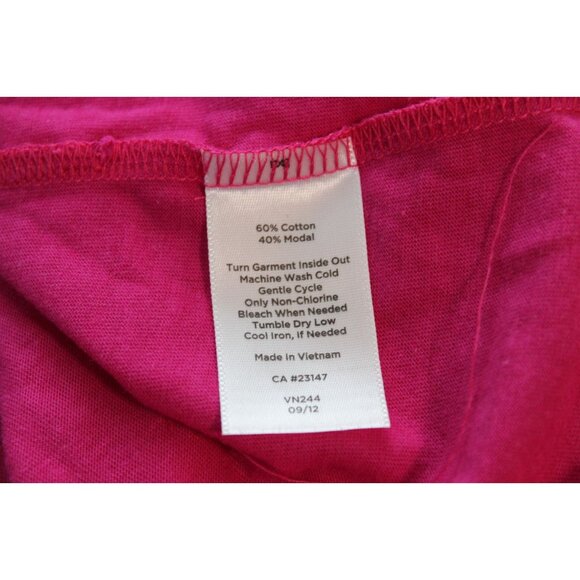 60% Cotton
40% Modal
Turn Garment Inside Out
Machine Wash Cold
Gentle Cycle
Only Non-Chlorine
Bleach When Needed
Tumble Dry Low
Cool Iron, If Needed
Made in Vietnam
CA #23147
VN244
09/12